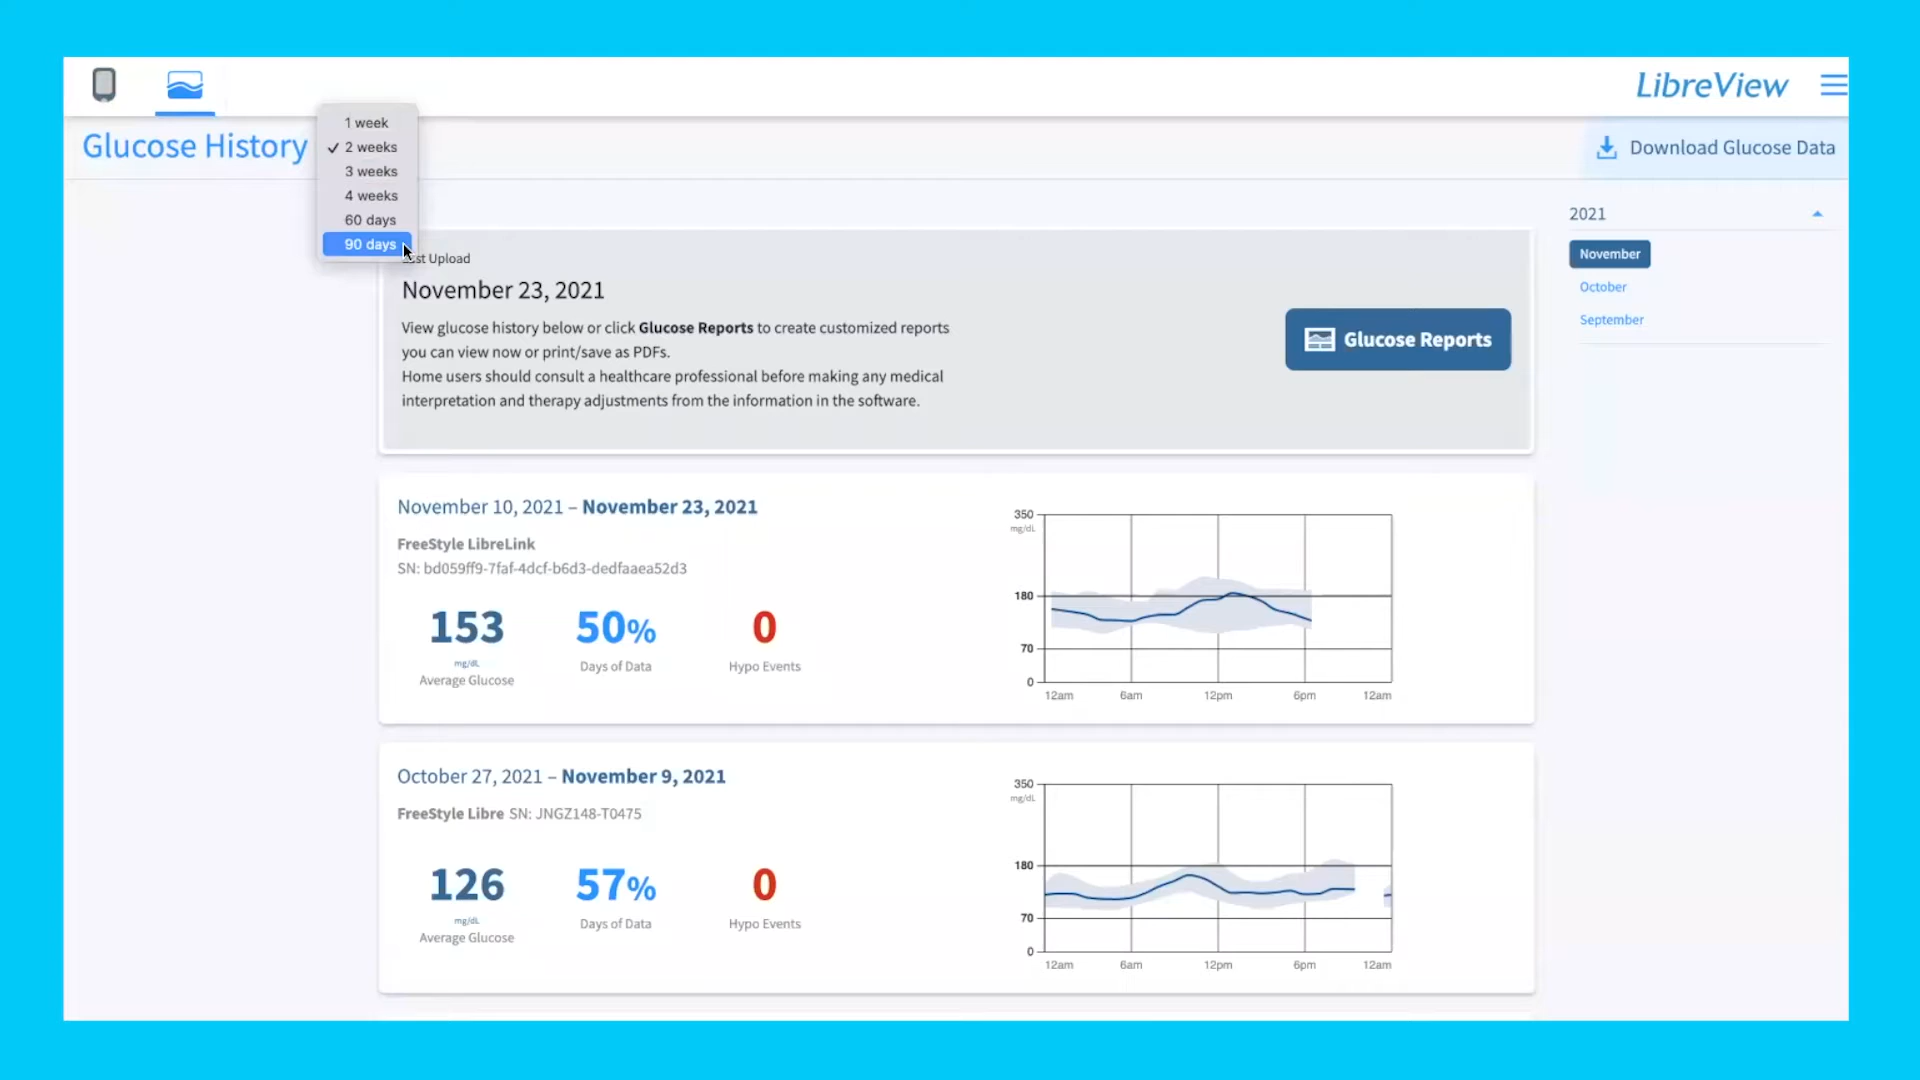 LibreView
Glucose History
1 week
✓ 2 weeks
3 weeks
4 weeks
60 days
90 days
Download Glucose Data
2021
November
October
September
Upload
November 23, 2021
View glucose history below or click Glucose Reports to create customized reports
you can view now or print/save as PDFs.
Home users should consult a healthcare professional before making any medical
interpretation and therapy adjustments from the information in the software.
Glucose Reports
November 10, 2021 – November 23, 2021
FreeStyle LibreLink
SN: bd059ff9-7faf-4dcf-b6d3-dedfaaea52d3
153
mg/dL
Average Glucose
50%
Days of Data
0
Hypo Events
350
mg/dL
180
70
0
12am 6am 12pm 6pm 12am
October 27, 2021 – November 9, 2021
FreeStyle Libre SN: JNGZ148-T0475
126
mg/dL
Average Glucose
57%
Days of Data
0
Hypo Events
350
mg/dL
180
70
0
12am 6am 12pm 6pm 12am